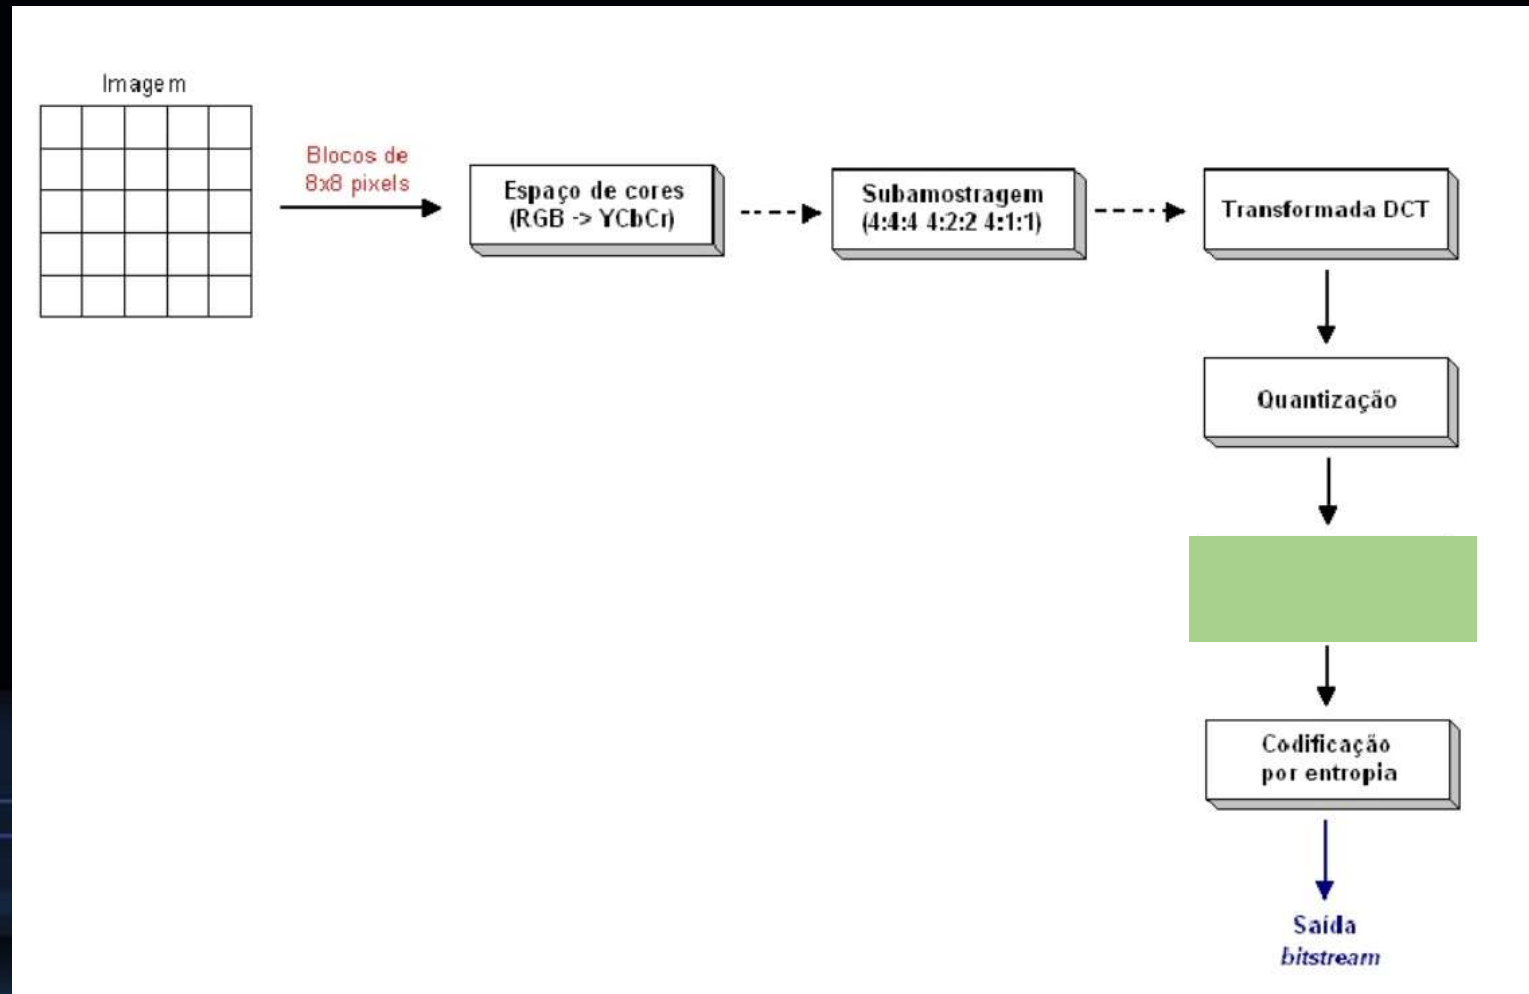 Imagem
Blocos de
8x8 pixels
Espaço de cores
(RGB -> YCbCr)
Subamostragem
(4:4:4 4:2:2 4:1:1)
Transformada DCT
Quantização
Codificação
por entropia
Saída
bitstream